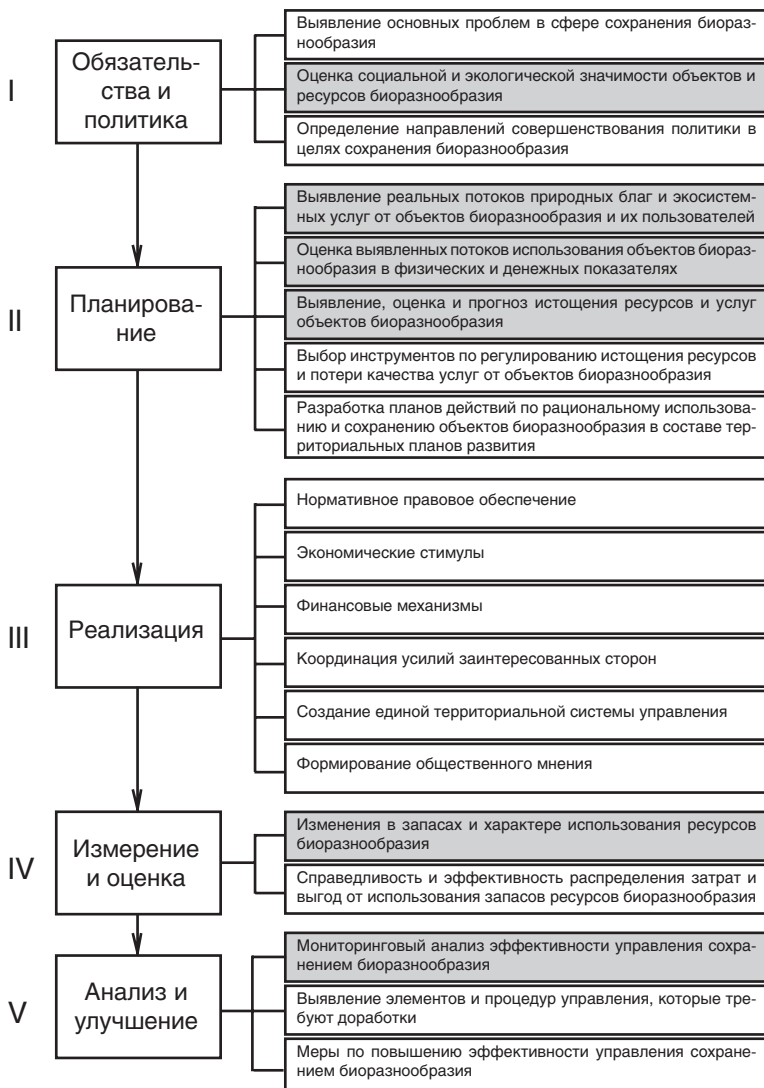 I
Обязатель-
ства и
политика
Выявление основных проблем в сфере сохранения биораз-
нообразия
Оценка социальной и экологической значимости объектов и
ресурсов биоразнообразия
Определение направлений совершенствования политики в
целях сохранения биоразнообразия
II
Планирова-
ние
Выявление реальных потоков природных благ и экосистем-
ных услуг от объектов биоразнообразия и их пользователей
Оценка выявленных потоков использования объектов биораз-
нообразия в физических и денежных показателях
Выявление, оценка и прогноз истощения ресурсов и услуг
объектов биоразнообразия
Выбор инструментов по регулированию истощения ресурсов
и потери качества услуг от объектов биоразнообразия
Разработка планов действий по рациональному использова-
нию и сохранению объектов биоразнообразия в составе тер-
риториальных планов развития
III
Реализация
Нормативное правовое обеспечение
Экономические стимулы
Финансовые механизмы
Координация усилий заинтересованных сторон
Создание единой территориальной системы управления
Формирование общественного мнения
IV
Измерение
и оценка
Изменения в запасах и характере использования ресурсов
биоразнообразия
Справедливость и эффективность распределения затрат и
выгод от использования запасов ресурсов биоразнообразия
V
Анализ и
улучшение
Мониторинговый анализ эффективности управления сохра-
нением биоразнообразия
Выявление элементов и процедур управления, которые тре-
буют доработки
Меры по повышению эффективности управления сохране-
нием биоразнообразия